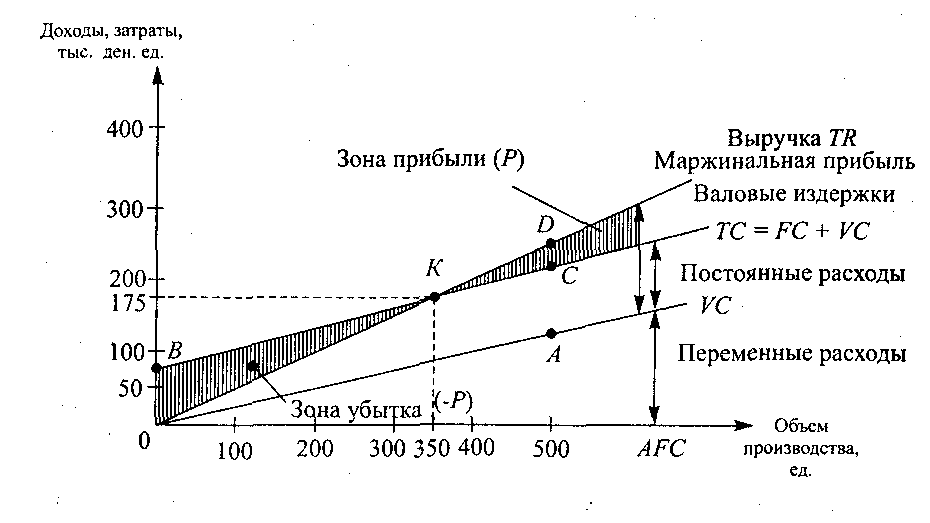 Доходы, затраты,
тыс. ден. ед.
400
Выручка TR
Зона прибыли (P)
Маржинальная прибыль
300
Валовые издержки
D
TC = FC + VC
K
200
C
Постоянные расходы
175
VC
100
B
A
Переменные расходы
50
Зона убытка (-P)
0
100 200 300 350 400 500 AFC
Объем
производства,
ед.